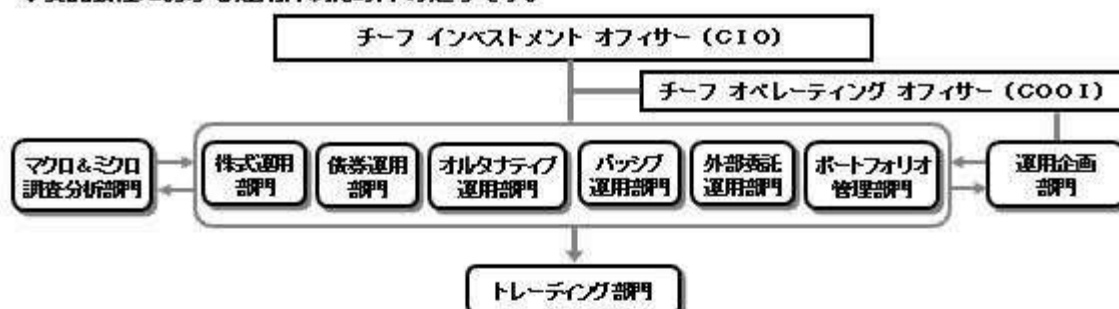 チーフ インベストメント オフィサー (CIO)
チーフ オペレーティング オフィサー (COOI)
マクロ&ミクロ
調査分析部門
株式運用
部門
債券運用
部門
オルタナティブ
運用部門
パッシブ
運用部門
外部委託
運用部門
ポートフォリオ
管理部門
運用企画
部門
トレーディング部門